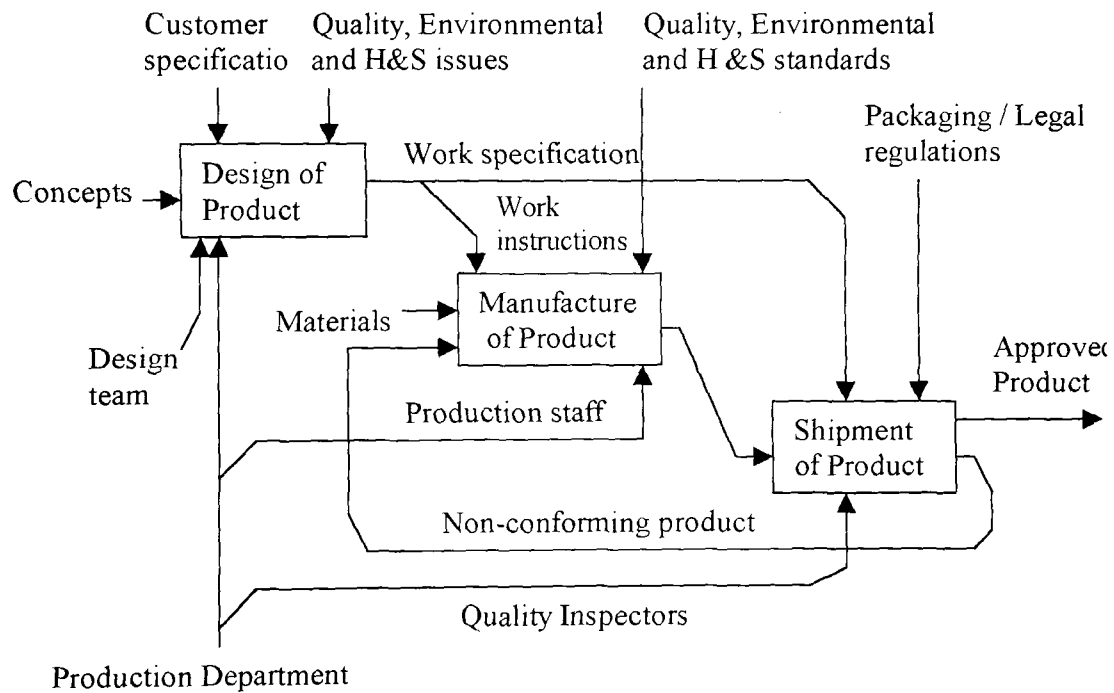 Customer
specificatio
Quality, Environmental
and H&S issues
Quality, Environmental
and H &S standards
Packaging / Legal
regulations
Work specification
Design of
Product
Concepts
Work
instructions
Manufacture
of Product
Materials
Design
team
Approved
Product
Production staff
Shipment
of Product
Non-conforming product
Quality Inspectors
Production Department